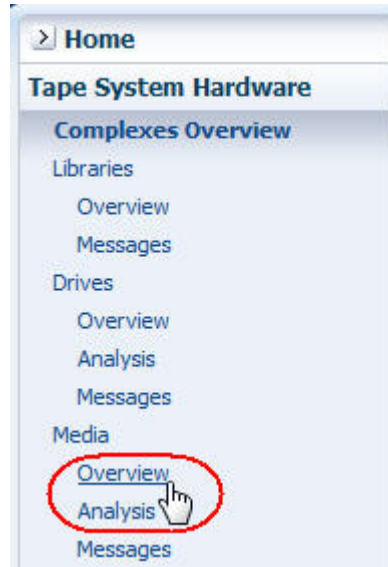 Home
Tape System Hardware
Complexes Overview
Libraries
Overview
Messages
Drives
Overview
Analysis
Messages
Media
Overview
Analysis
Messages